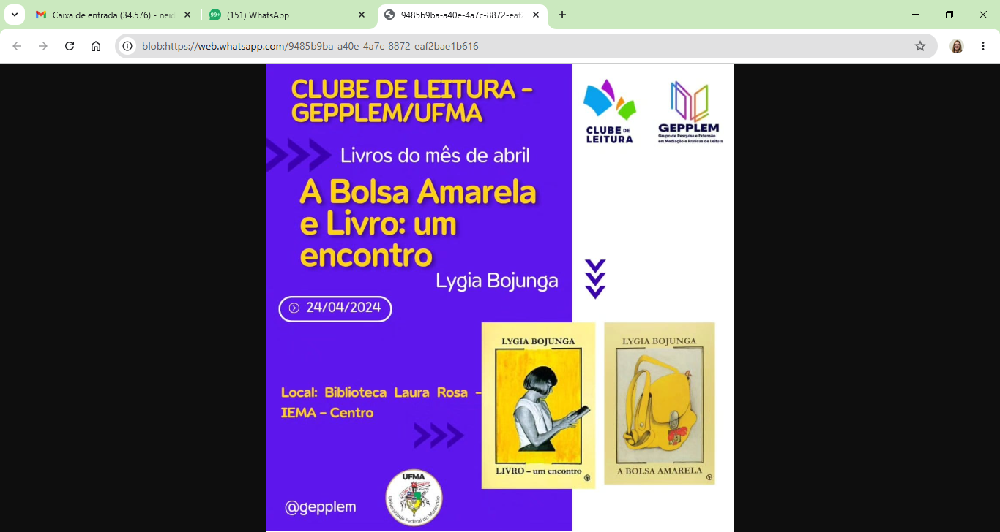 Caixa de entrada (34.576) - neid
99+
(151) WhatsApp
9485b9ba-a40e-4a7c-8872-eaf2
blob:https://web.whatsapp.com/9485b9ba-a40e-4a7c-8872-eaf2bae1b616
CLUBE DE LEITURA –
GEPPLEM/UFMA
Livros do mês de abril
A Bolsa Amarela
e Livro: um
encontro
Lygia Bojunga
24/04/2024
Local: Biblioteca Laura Rosa –
IEMA – Centro
@gepplem
UFMA
Universidade Federal do Maranhão
CLUBE DE
LEITURA
GEPPLEM
Grupo de Pesquisa e Extensão
em Mediação e Práticas de Leitura
LYGIA BOJUNGA
LIVRO – um encontro
LYGIA BOJUNGA
A BOLSA AMARELA